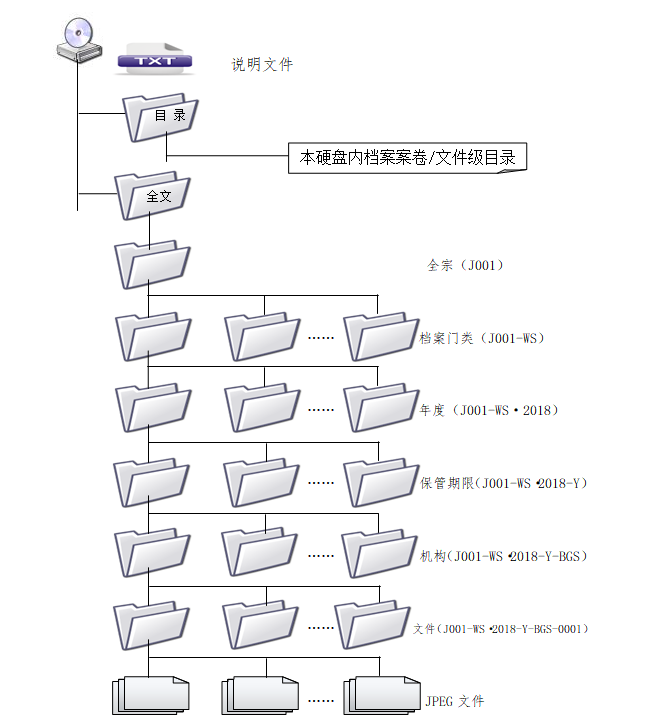 TXT
说明文件
目 录
本硬盘内档案案卷/文件级目录
全文
全宗（J001）
…… 档案门类（J001-WS）
…… 年度（J001-WS·2018）
…… 保管期限(J001-WS·2018-Y)
…… 机构(J001-WS·2018-Y-BGS)
…… 文件(J001-WS·2018-Y-BGS-0001)
…… JPEG 文件